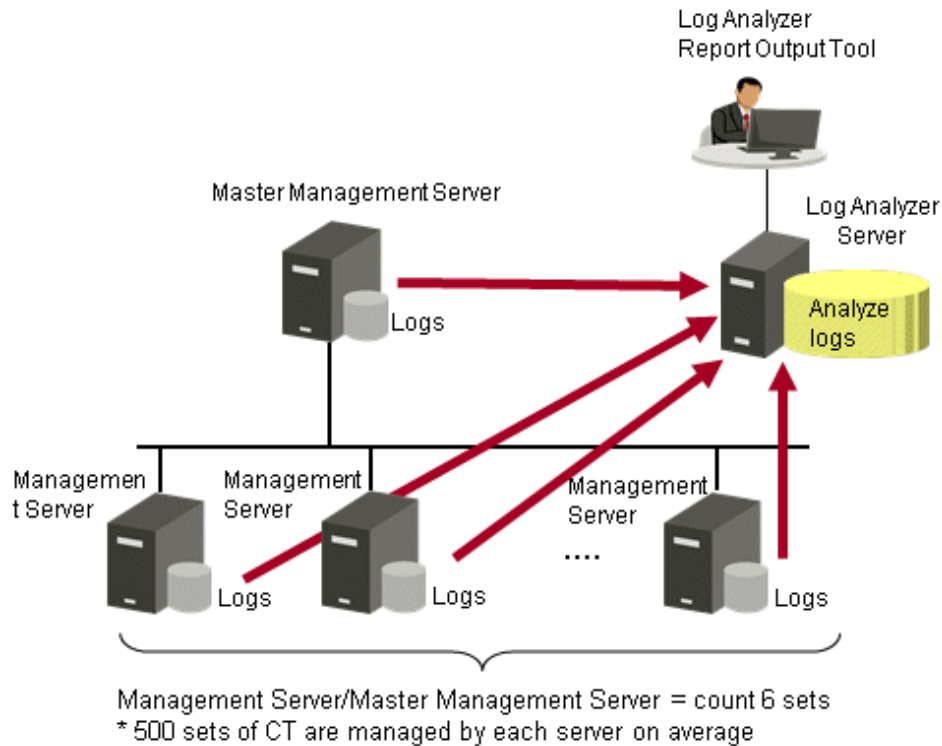 Log Analyzer
Report Output Tool
Master Management Server
Log Analyzer
Server
Logs
Analyze
logs
Managemen
t Server
Management
Server
Management
Server
....
Logs
Logs
Logs
Management Server/Master Management Server = count 6 sets
* 500 sets of CT are managed by each server on average